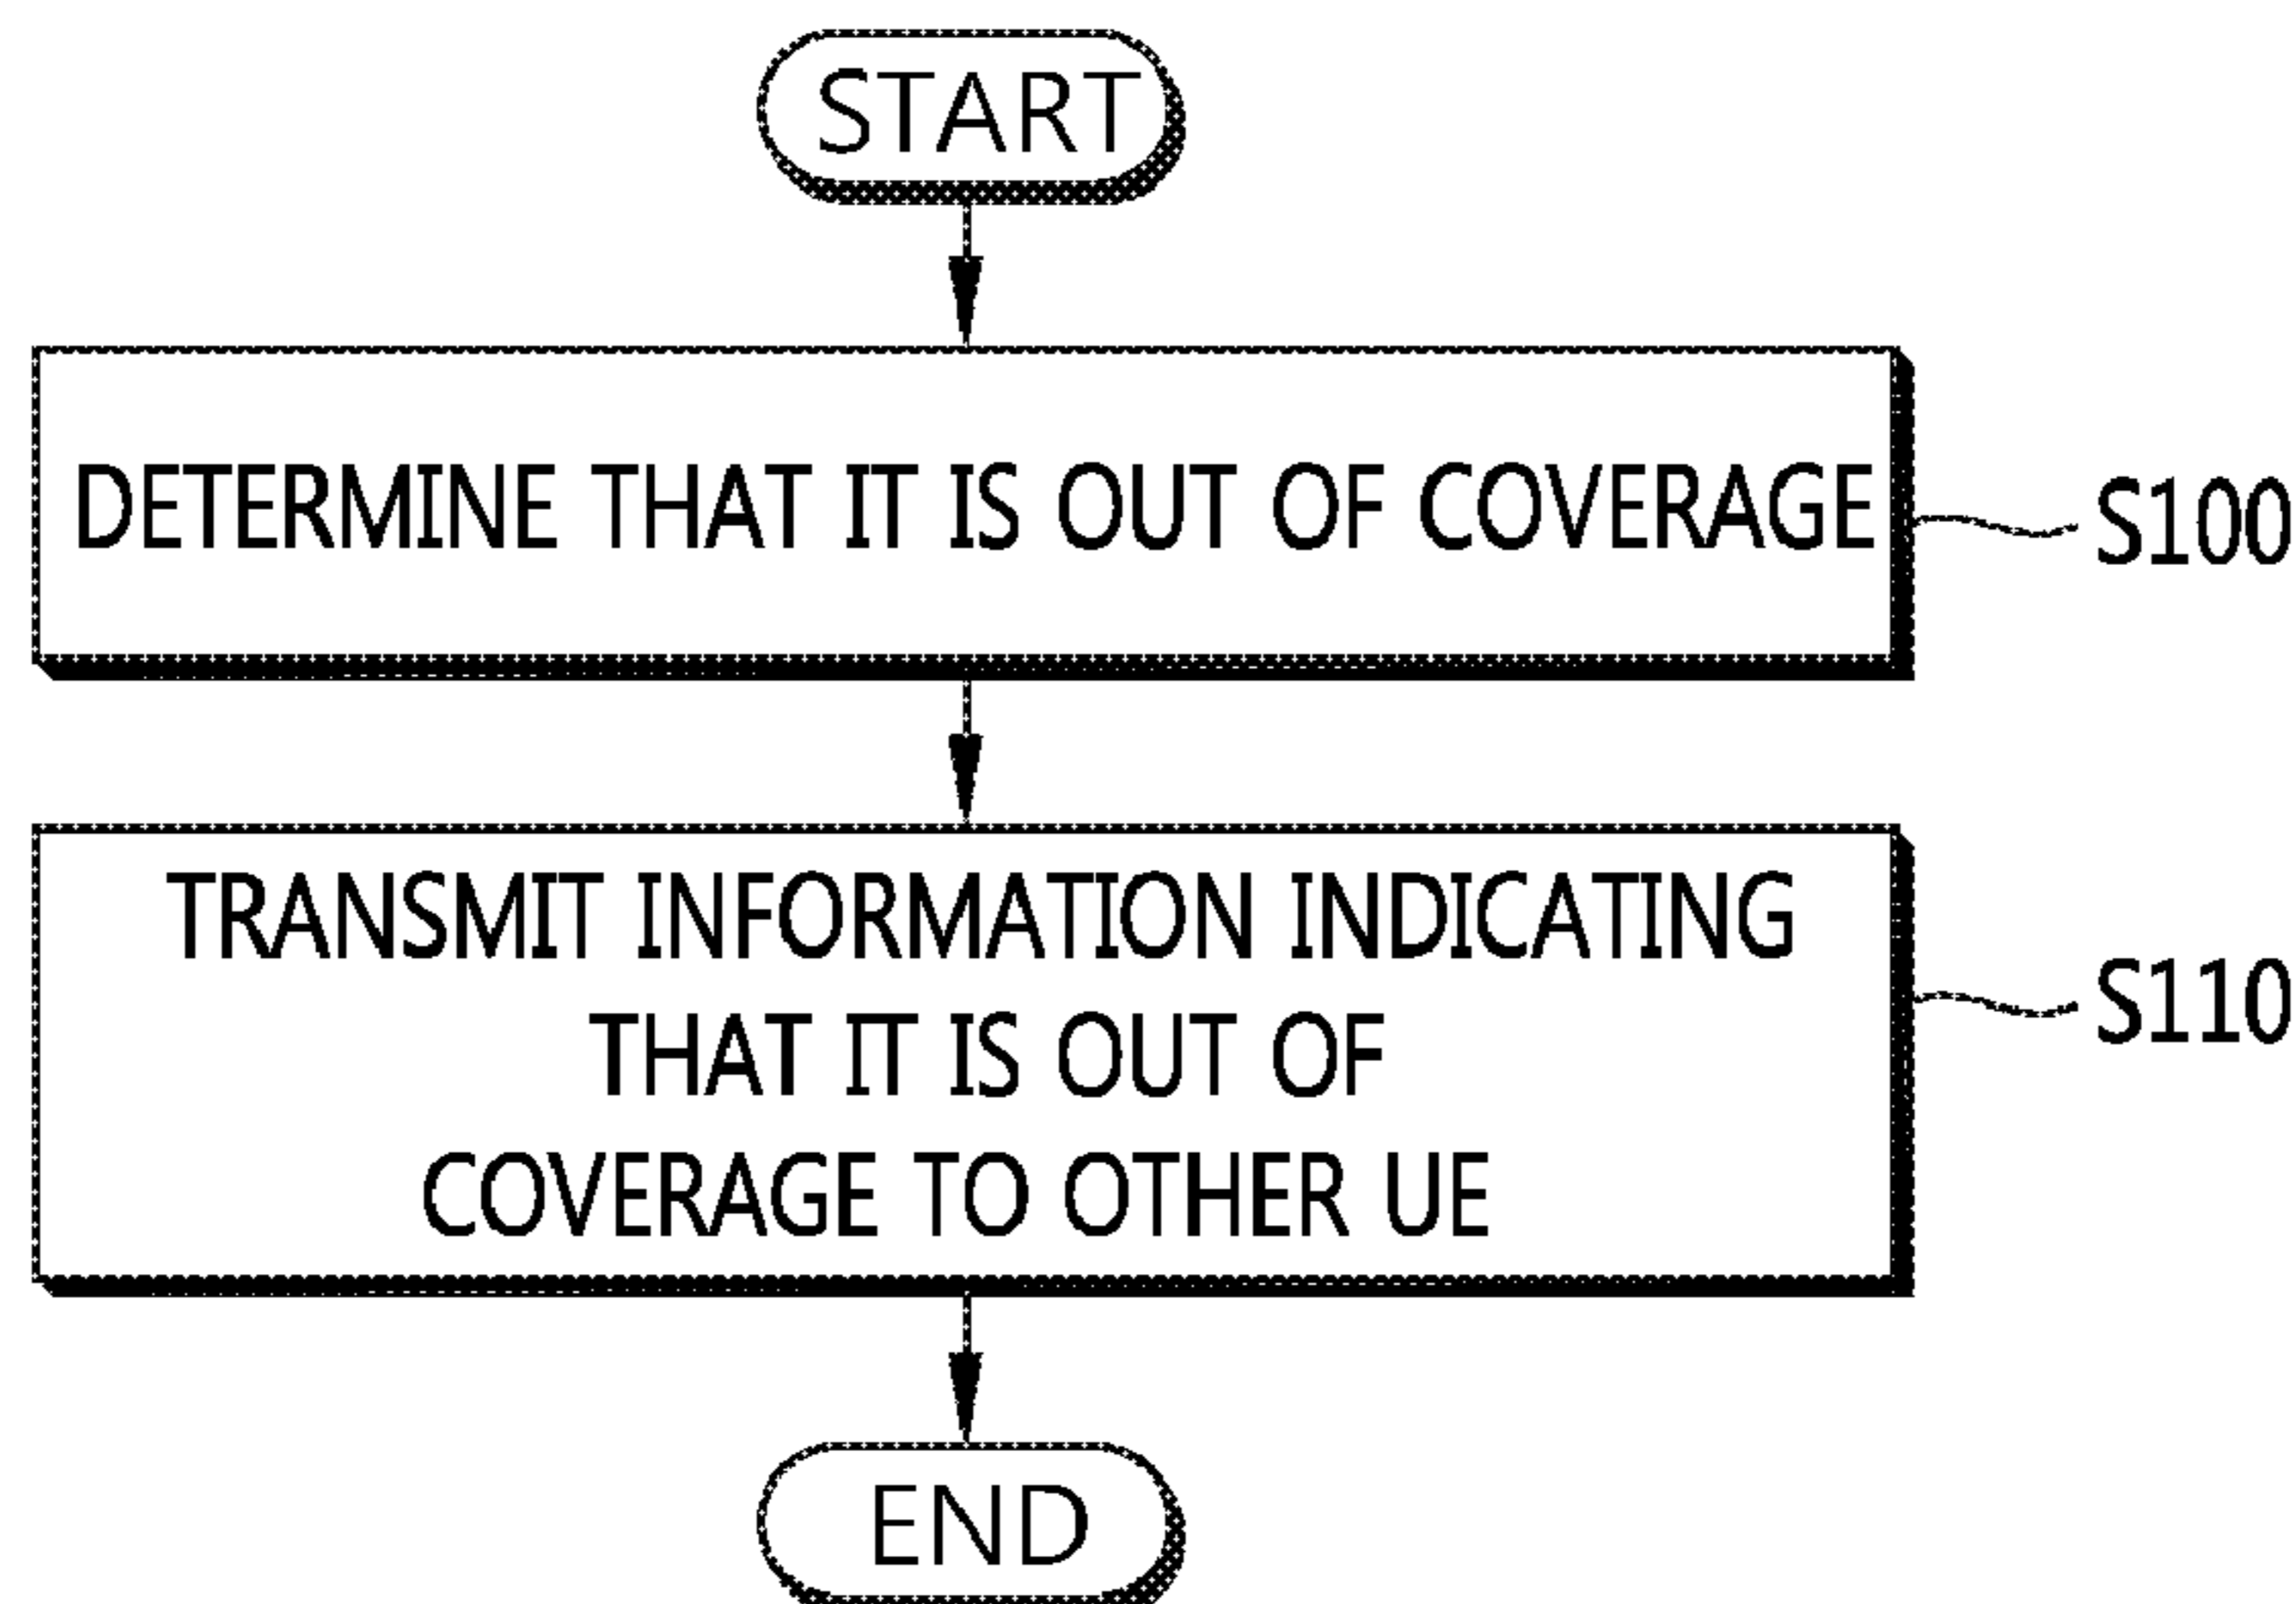 START
DETERMINE THAT IT IS OUT OF COVERAGE
S100
TRANSMIT INFORMATION INDICATING
THAT IT IS OUT OF
COVERAGE TO OTHER UE
S110
END